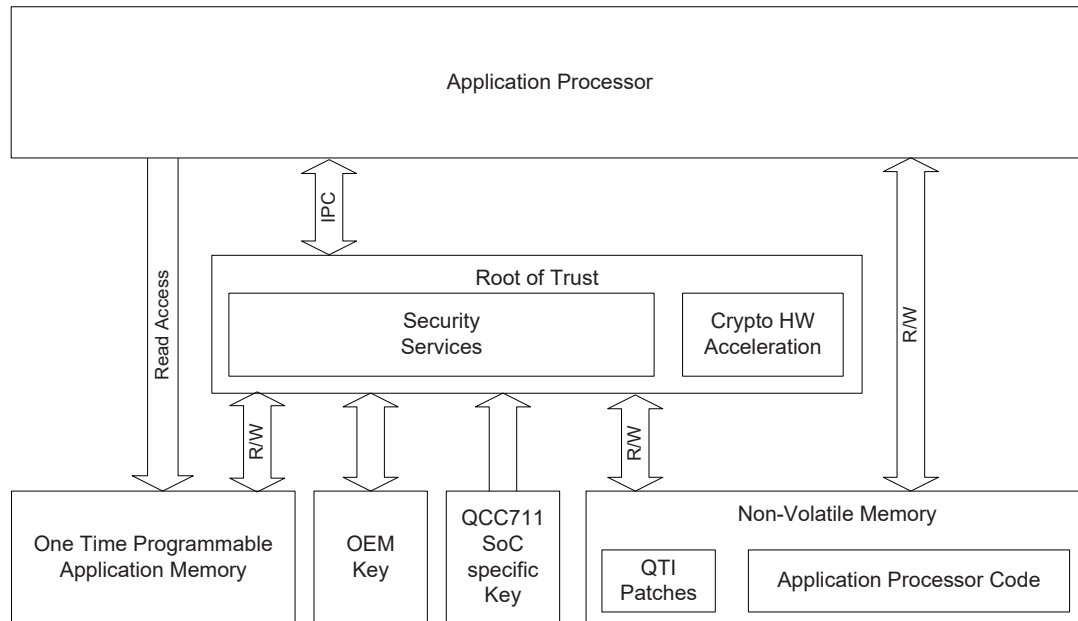 Application Processor
IPC
Read Access
R/W
Root of Trust
Security
Services
Crypto HW
Acceleration
R/W
R/W
One Time Programmable
Application Memory
OEM
Key
QCC711
SoC
specific
Key
Non-Volatile Memory
QTI
Patches
Application Processor Code